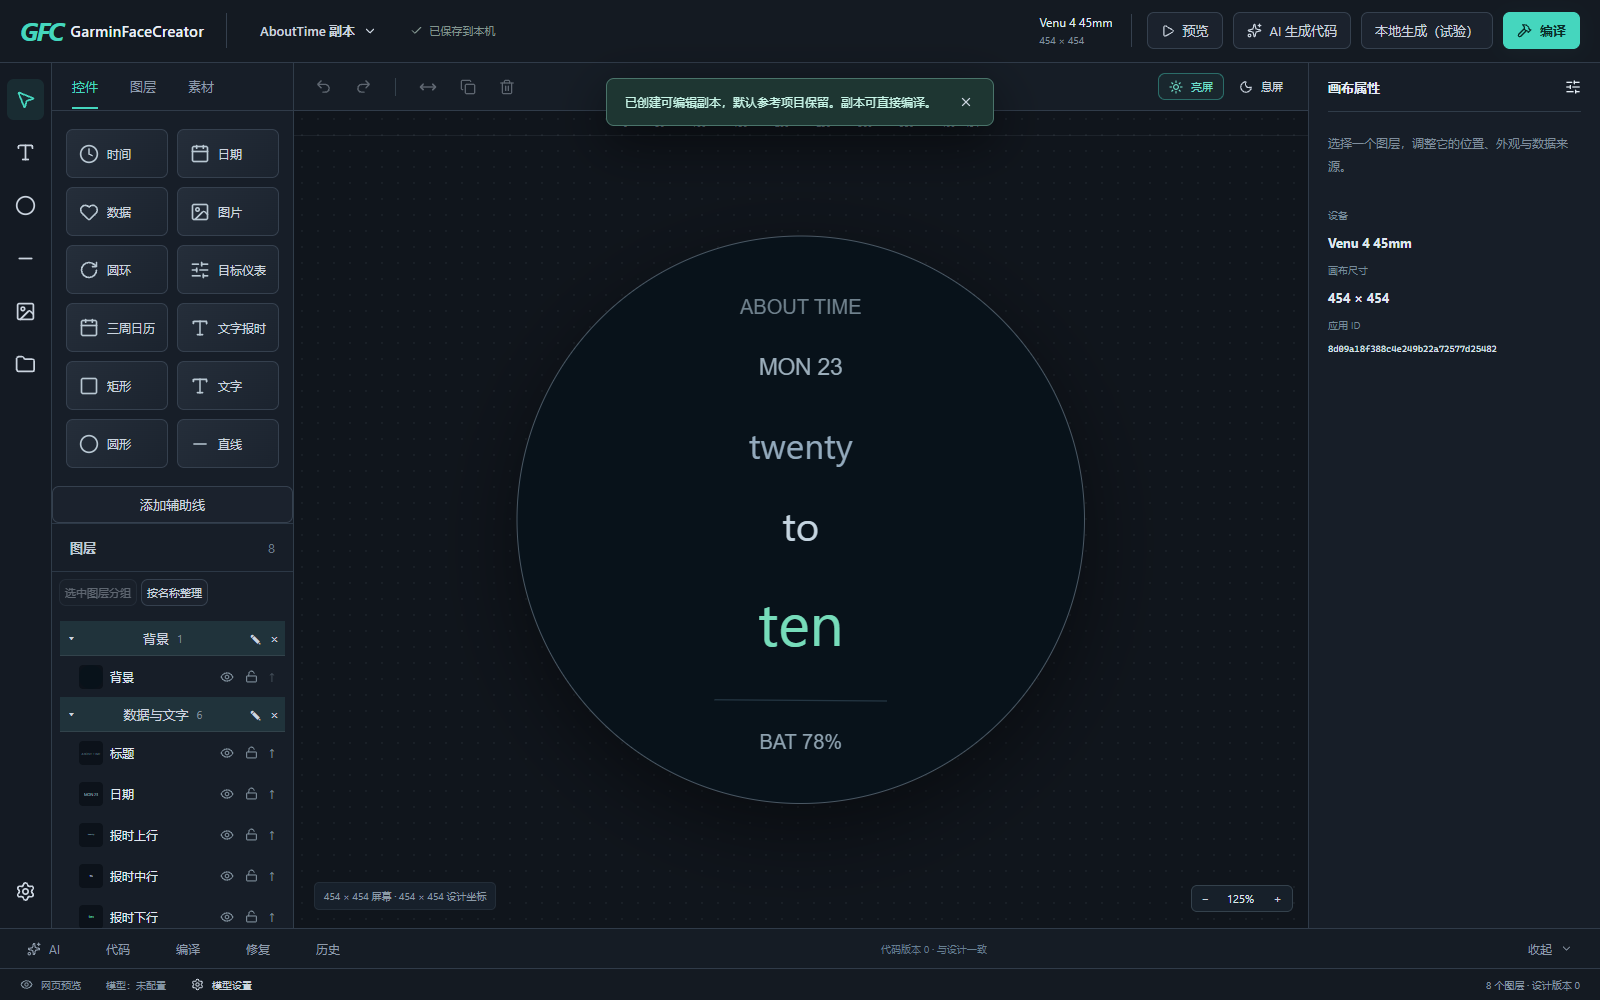 GFC GarminFaceCreator
AboutTime 副本
已保存到本机
Venu 4 45mm
454 × 454
预览
AI 生成代码
本地生成（试验）
编译
控件
图层
素材
已创建可编辑副本，默认参考项目保留。副本可直接编译。
亮屏
息屏
画布属性
时间
日期
数据
图片
圆环
目标仪表
三周日历
文字报时
矩形
文字
圆形
直线
添加辅助线
图层 8
选中图层分组
按名称整理
背景 1
背景
数据与文字 6
标题
日期
报时上行
报时中行
报时下行
ABOUT TIME
MON 23
twenty
to
ten
BAT 78%
454 × 454 屏幕 · 454 × 454 设计坐标
− 125% +
选择一个图层，调整它的位置、外观与数据来
源。
设备
Venu 4 45mm
画布尺寸
454 × 454
应用 ID
8d09a18f388c4e249b22a72577d25482
AI
代码
编译
修复
历史
代码版本 0 · 与设计一致
收起
网页预览
模型：未配置
模型设置
8 个图层 · 设计版本 0